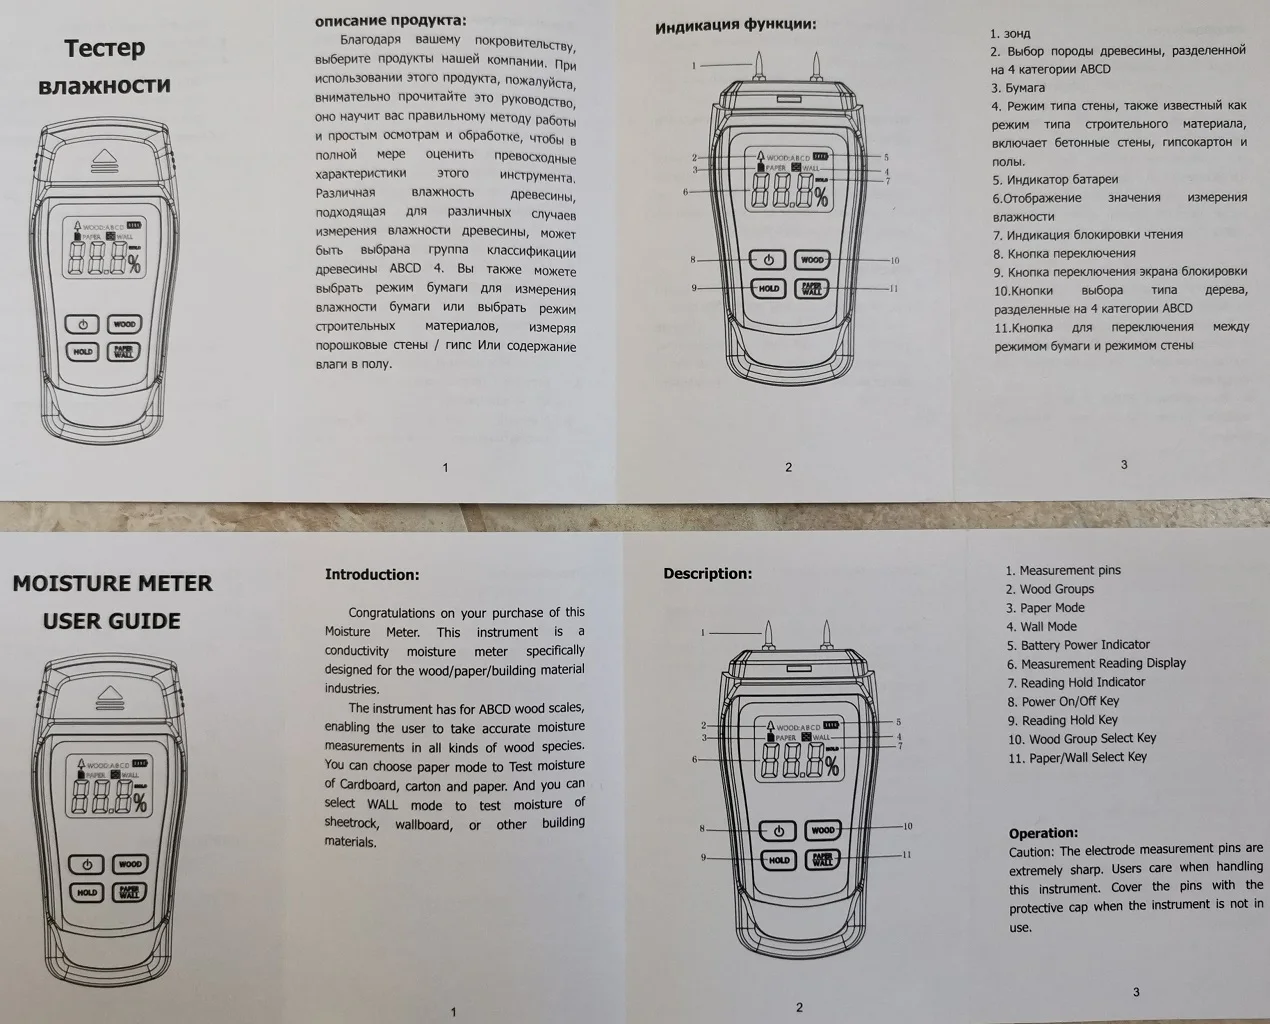 Тестер
влажности
WOOD:ABCD
PAPER WALL
HOLD
88.8%
WOOD
HOLD
PAPER
WALL
описание продукта:
Благодаря вашему покровительству,
выберите продукты нашей компании. При
использовании этого продукта, пожалуйста,
внимательно прочитайте это руководство,
оно научит вас правильному методу работы
и простым осмотрам и обработке, чтобы в
полной мере оценить превосходные
характеристики этого инструмента.
Различная влажность древесины,
подходящая для различных случаев
измерения влажности древесины, может
быть выбрана группа классификации
древесины ABCD 4. Вы также можете
выбрать режим бумаги для измерения
влажности бумаги или выбрать режим
строительных материалов, измеряя
порошковые стены / гипс Или содержание
влаги в полу.
1
Индикация функции:
1
2 WOOD:ABCD 5
3 PAPER WALL 4
HOLD 7
6 88.8%
8 WOOD 10
9 HOLD PAPER WALL 11
2
1. зонд
2. Выбор породы древесины, разделенной
на 4 категории ABCD
3. Бумага
4. Режим типа стены, также известный как
режим типа строительного материала,
включает бетонные стены, гипсокартон и
полы.
5. Индикатор батареи
6.Отображение значения измерения
влажности
7. Индикация блокировки чтения
8. Кнопка переключения
9. Кнопка переключения экрана блокировки
10.Кнопки выбора типа дерева,
разделенные на 4 категории ABCD
11.Кнопка для переключения между
режимом бумаги и режимом стены
3
MOISTURE METER
USER GUIDE
WOOD:ABCD
PAPER WALL
HOLD
88.8%
WOOD
HOLD
PAPER
WALL
Introduction:
Congratulations on your purchase of this
Moisture Meter. This instrument is a
conductivity moisture meter specifically
designed for the wood/paper/building material
industries.
The instrument has for ABCD wood scales,
enabling the user to take accurate moisture
measurements in all kinds of wood species.
You can choose paper mode to Test moisture
of Cardboard, carton and paper. And you can
select WALL mode to test moisture of
sheetrock, wallboard, or other building
materials.
1
Description:
1
2 WOOD:ABCD 5
3 PAPER WALL 4
HOLD 7
6 88.8%
8 WOOD 10
9 HOLD PAPER WALL 11
2
1. Measurement pins
2. Wood Groups
3. Paper Mode
4. Wall Mode
5. Battery Power Indicator
6. Measurement Reading Display
7. Reading Hold Indicator
8. Power On/Off Key
9. Reading Hold Key
10. Wood Group Select Key
11. Paper/Wall Select Key
Operation:
Caution: The electrode measurement pins are
extremely sharp. Users care when handling
this instrument. Cover the pins with the
protective cap when the instrument is not in
use.
3